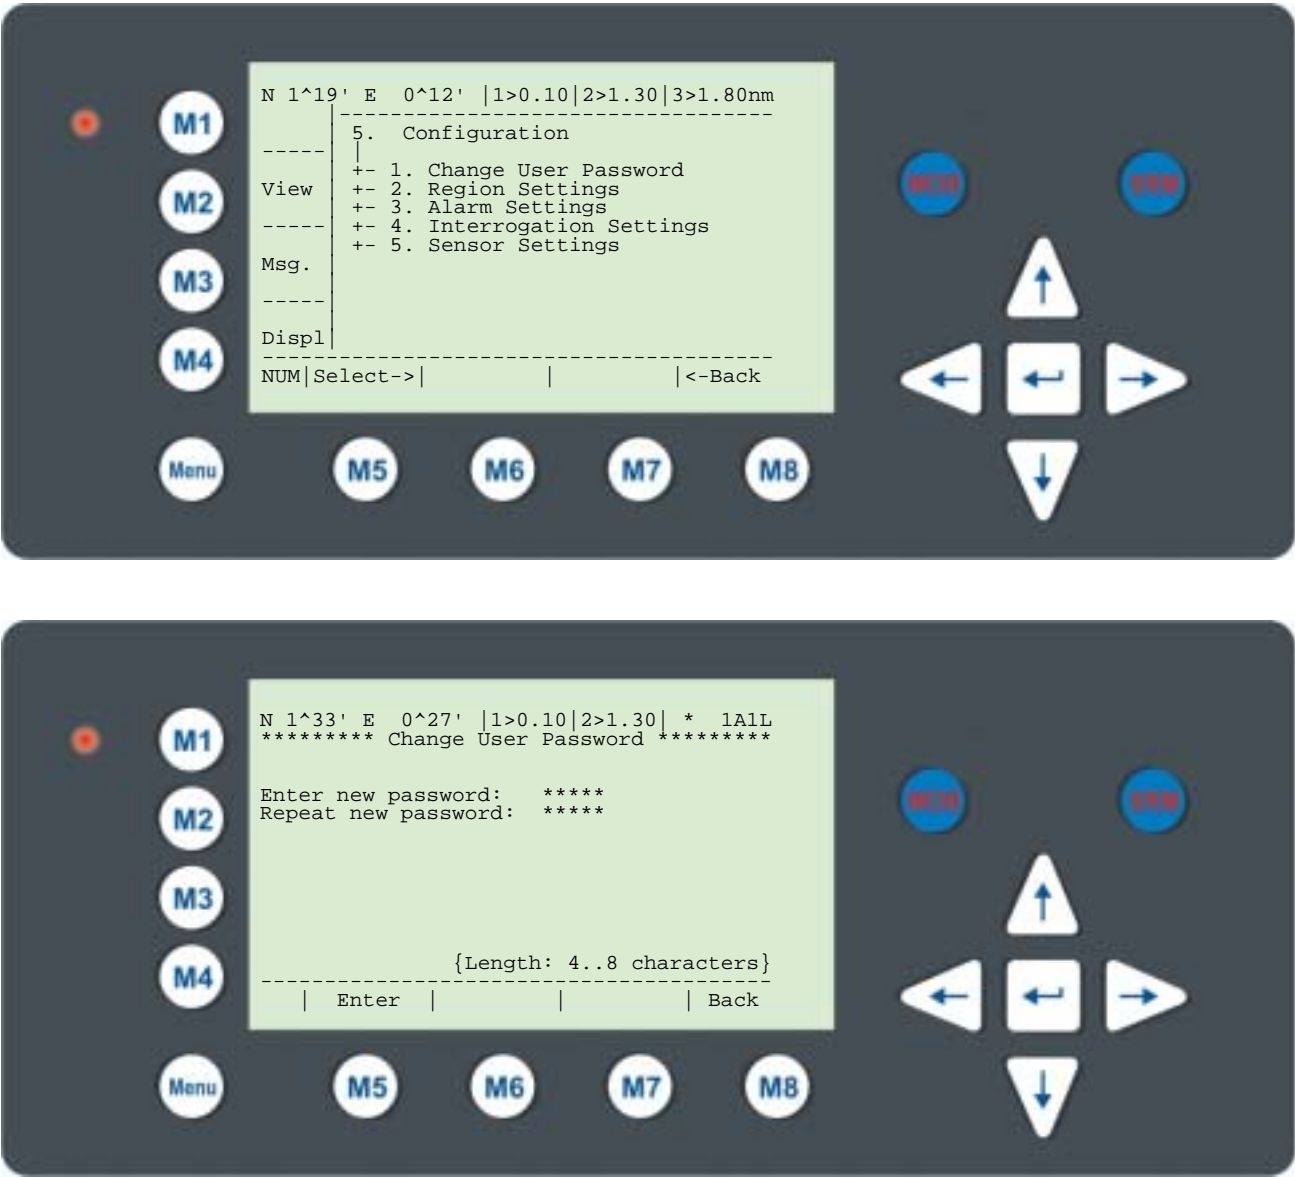 N 1^19' E 0^12' |1>0.10|2>1.30|3>1.80nm
M1
5. Configuration
+- 1. Change User Password
View
+- 2. Region Settings
M2
+- 3. Alarm Settings
+- 4. Interrogation Settings
+- 5. Sensor Settings
Msg.
M3
Displ
M4
NUM|Select->| | |<-Back
Menu M5 M6 M7 M8
N 1^33' E 0^27' |1>0.10|2>1.30| * 1A1L
M1
********* Change User Password *********
Enter new password: *****
Repeat new password: *****
M2
M3
{Length: 4..8 characters}
M4
| Enter | | | Back
Menu M5 M6 M7 M8